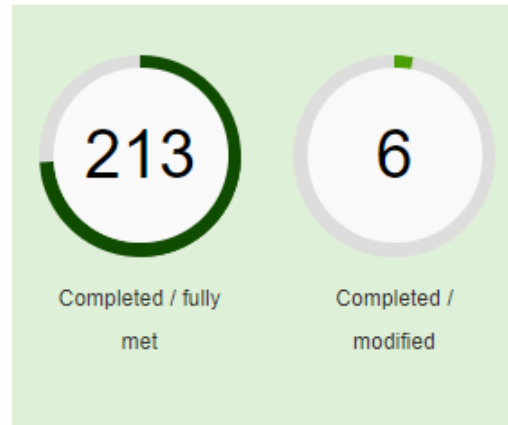 213
Completed / fully
met
6
Completed /
modified